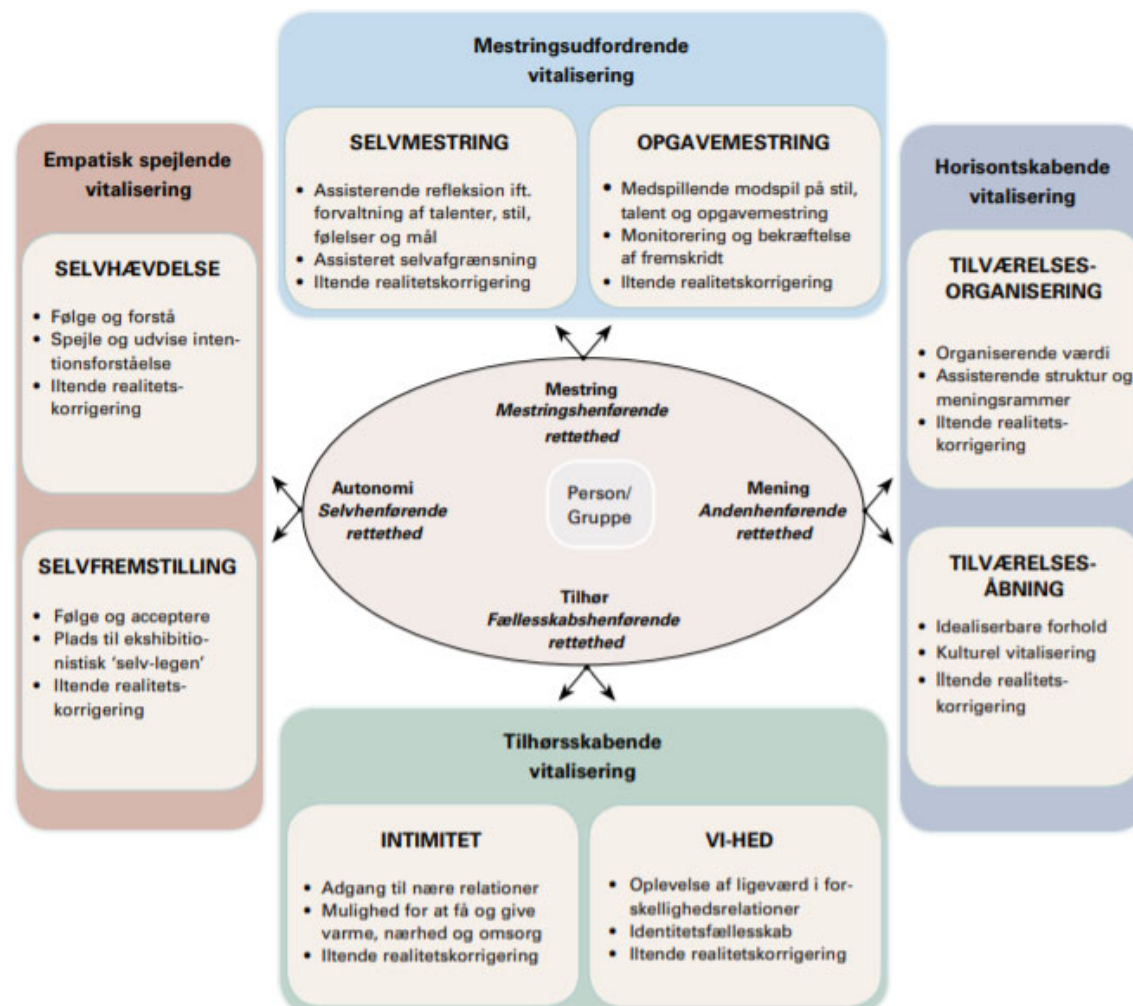 Mestringsudfordrende
vitalisering
SELVMESTRING
• Assisterende refleksion ift.
forvaltning af talenter, stil,
følelser og mål
• Assisteret selvafgrænsning
• Iltende realitetskorrigering
OPGAVEMESTRING
• Medspillende modspil på stil,
talent og opgavemestring
• Monitorering og bekræftelse
af fremskridt
• Iltende realitetskorrigering
Empatisk spejlende
vitalisering
SELVHÆVDELSE
• Følge og forstå
• Spejle og udvise inten-
tionsforståelse
• Iltende realitets-
korrigering
SELVFREMSTILLING
• Følge og acceptere
• Plads til ekshibitio-
nistisk ‘selv-legen’
• Iltende realitets-
korrigering
Mestring
Mestringshenførende
rettethed
Autonomi
Selvhenførende
rettethed
Person/
Gruppe
Mening
Andenhenførende
rettethed
Tilhør
Fællesskabshenførende
rettethed
Horisontskabende
vitalisering
TILVÆRELSES-
ORGANISERING
• Organiserende værdi
• Assisterende struktur og
meningsrammer
• Iltende realitets-
korrigering
TILVÆRELSES-
ÅBNING
• Idealiserbare forhold
• Kulturel vitalisering
• Iltende realitets-
korrigering
Tilhørsskabende
vitalisering
INTIMITET
• Adgang til nære relationer
• Mulighed for at få og give
varme, nærhed og omsorg
• Iltende realitetskorrigering
VI-HED
• Oplevelse af ligeværd i for-
skellighedsrelationer
• Identitetsfællesskab
• Iltende realitetskorrigering